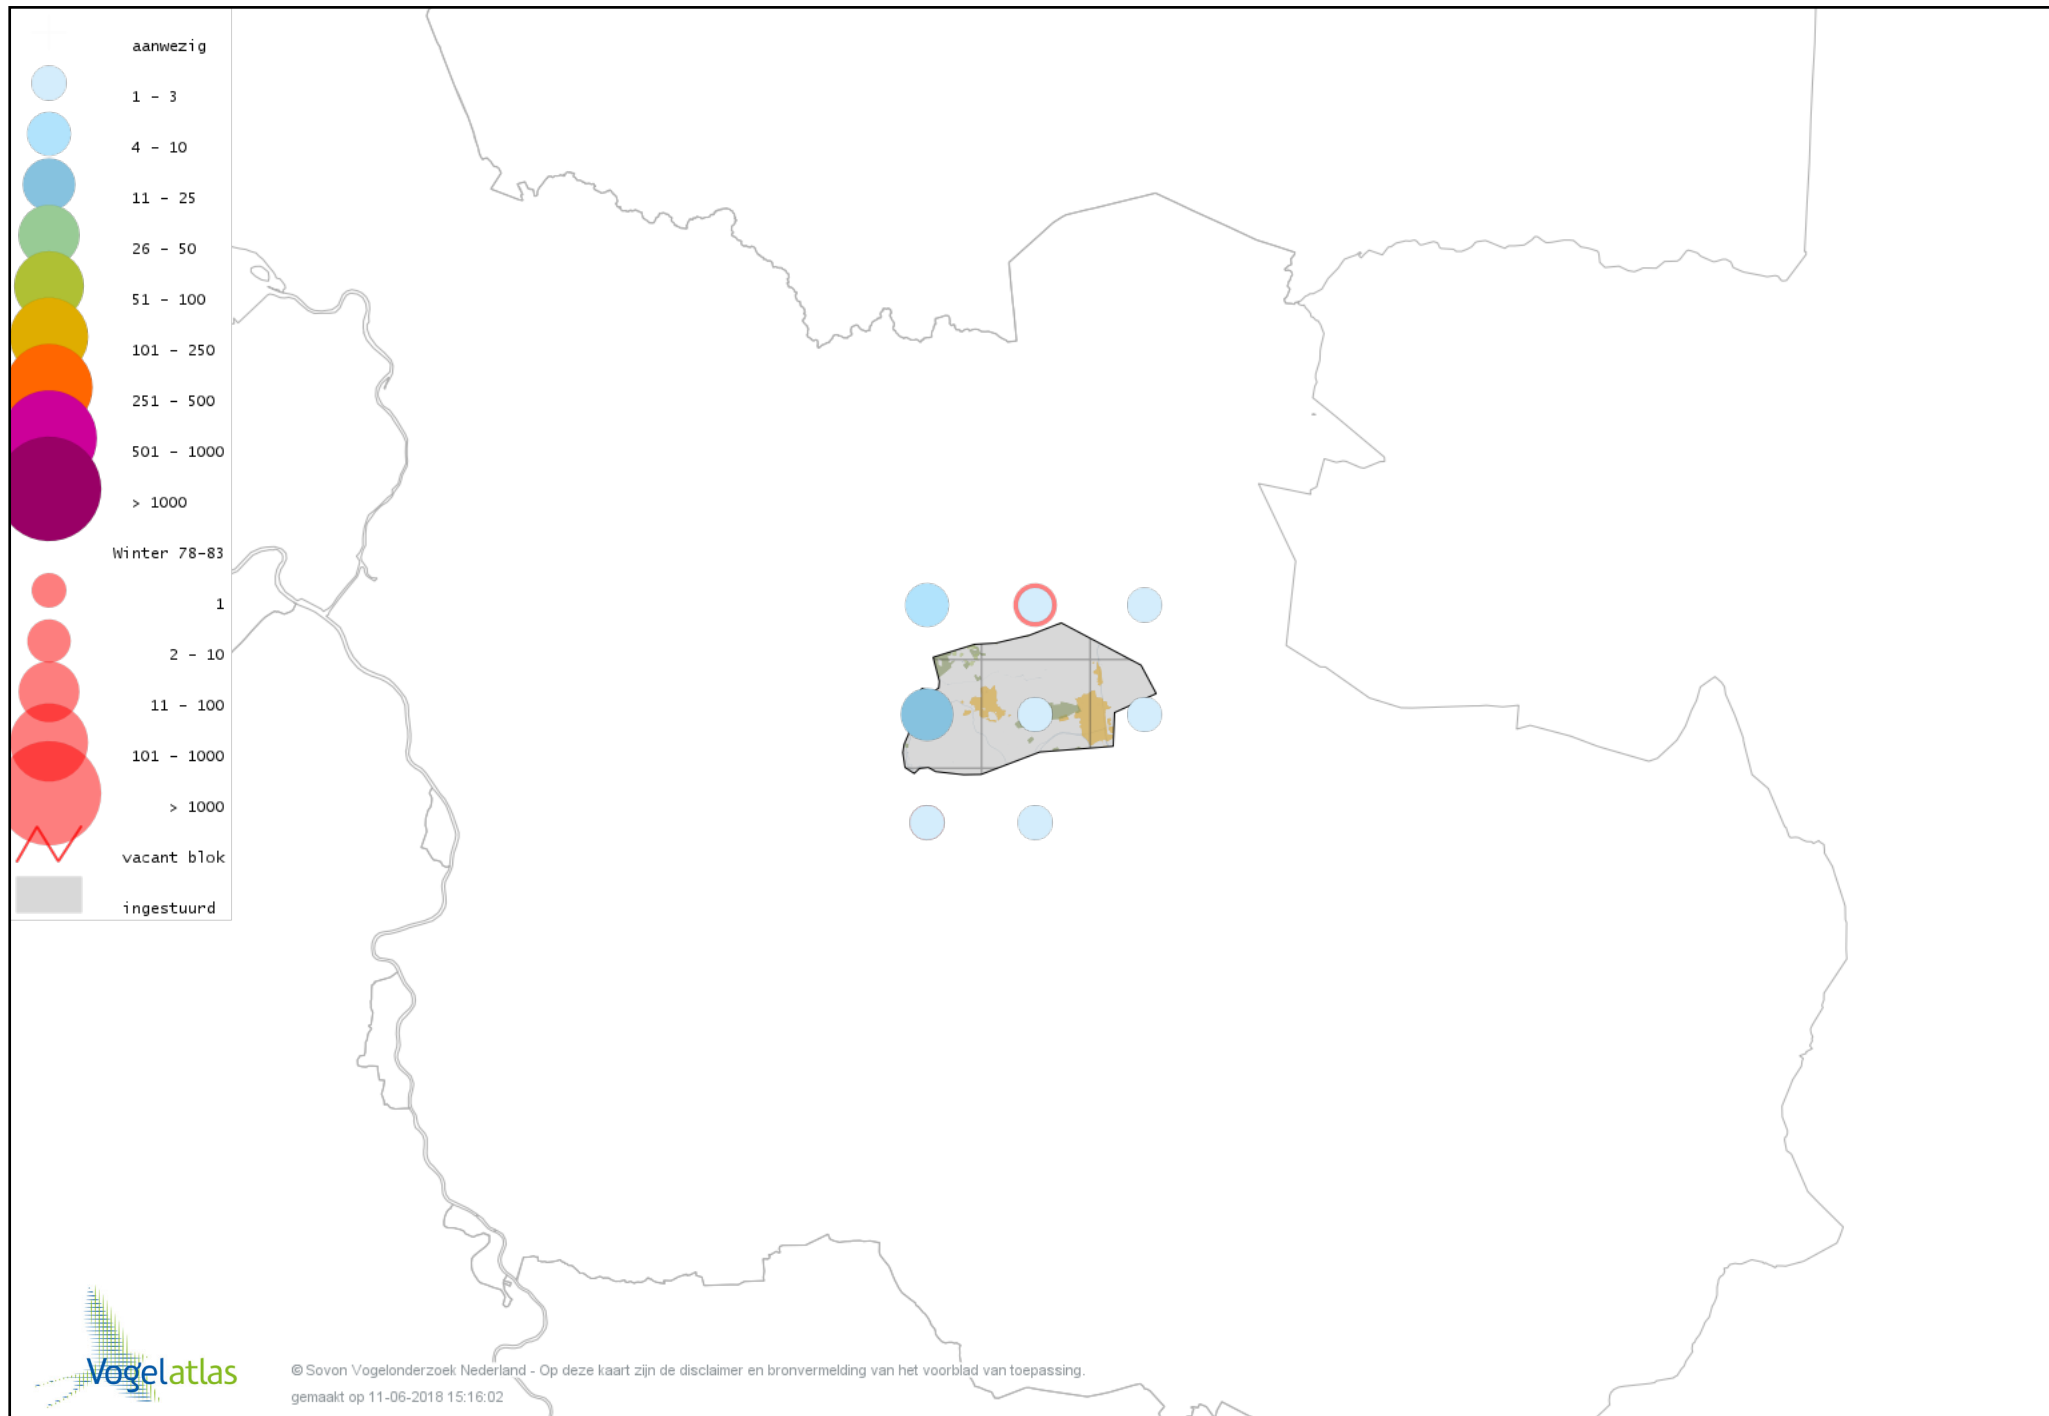 aanwezig
1 - 3
4 - 10
11 - 25
26 - 50
51 - 100
101 - 250
251 - 500
501 - 1000
> 1000
Winter 78-83
1
2 - 10
11 - 100
101 - 1000
> 1000
vacant blok
ingestuurd
Vogelatlas
© Sovon Vogelonderzoek Nederland - Op deze kaart zijn de disclaimer en bronvermelding van het voorblad van toepassing.
gemaakt op 11-06-2018 15:16:02